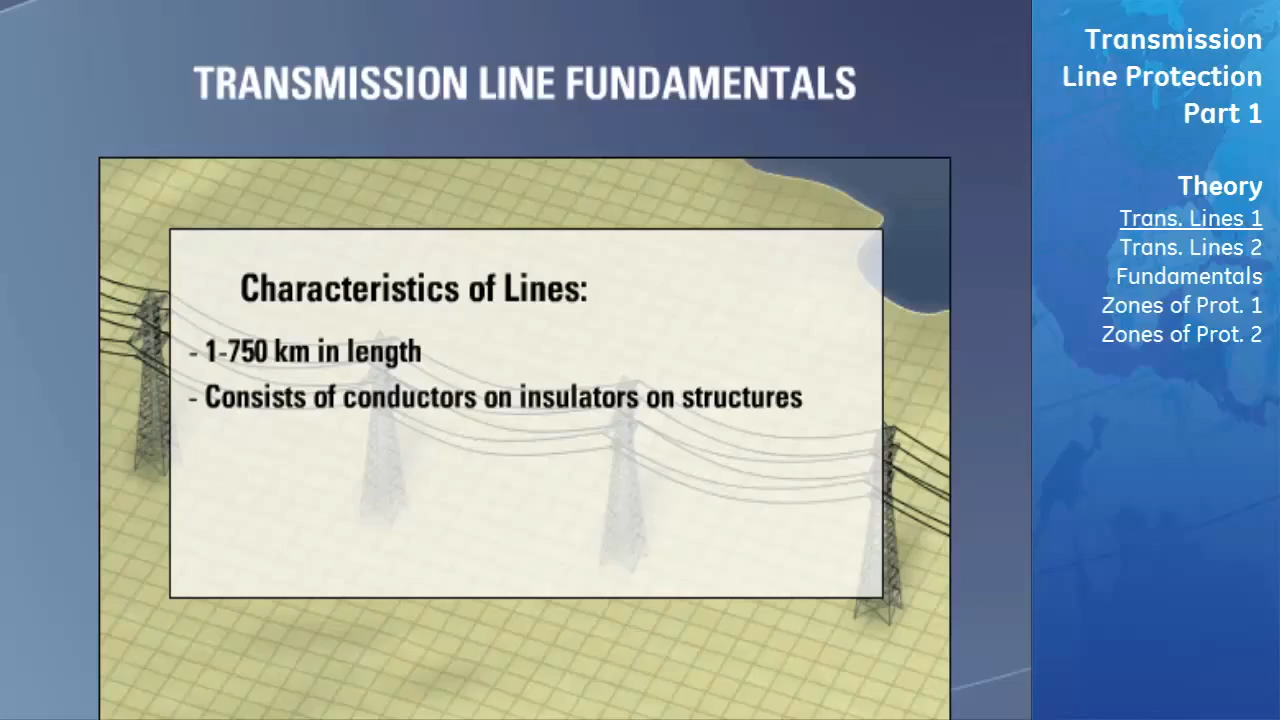 TRANSMISSION LINE FUNDAMENTALS
Characteristics of Lines:
- 1-750 km in length
- Consists of conductors on insulators on structures
Transmission
Line Protection
Part 1
Theory
Trans. Lines 1
Trans. Lines 2
Fundamentals
Zones of Prot. 1
Zones of Prot. 2